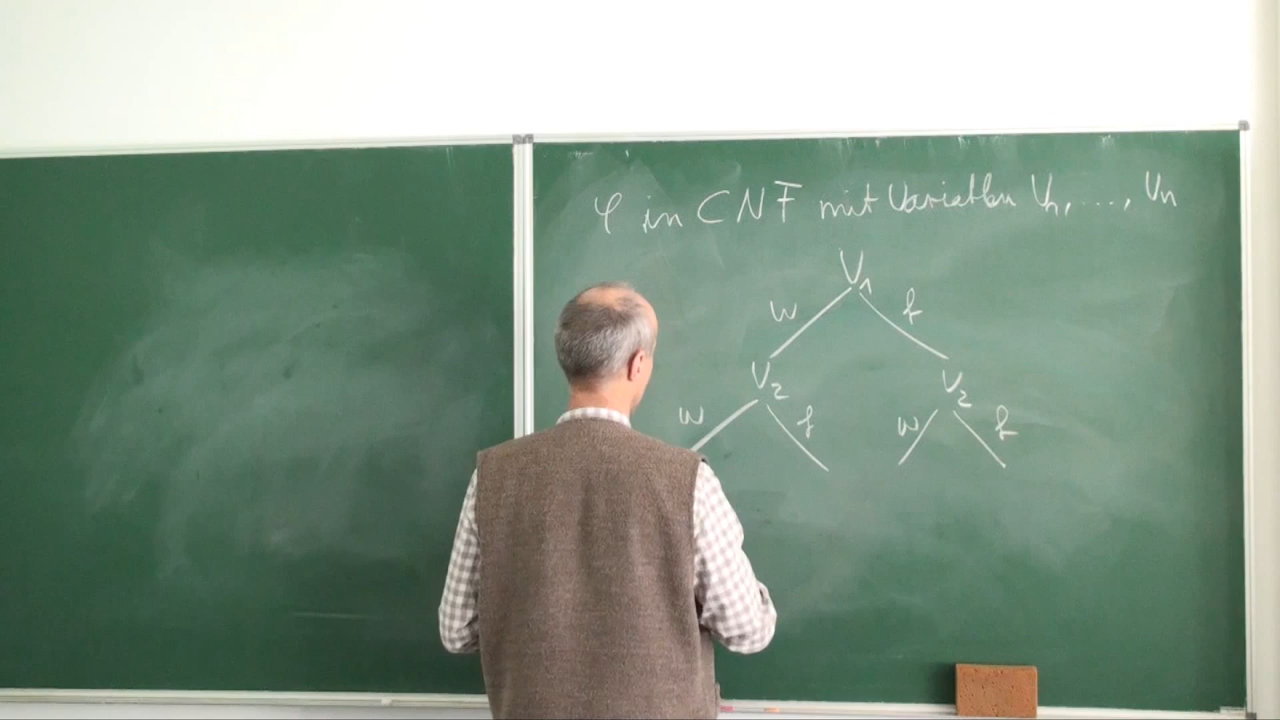 φ in CNF mit Variablen V₁, ..., Vₙ
V₁
w f
V₂ V₂
w f w f